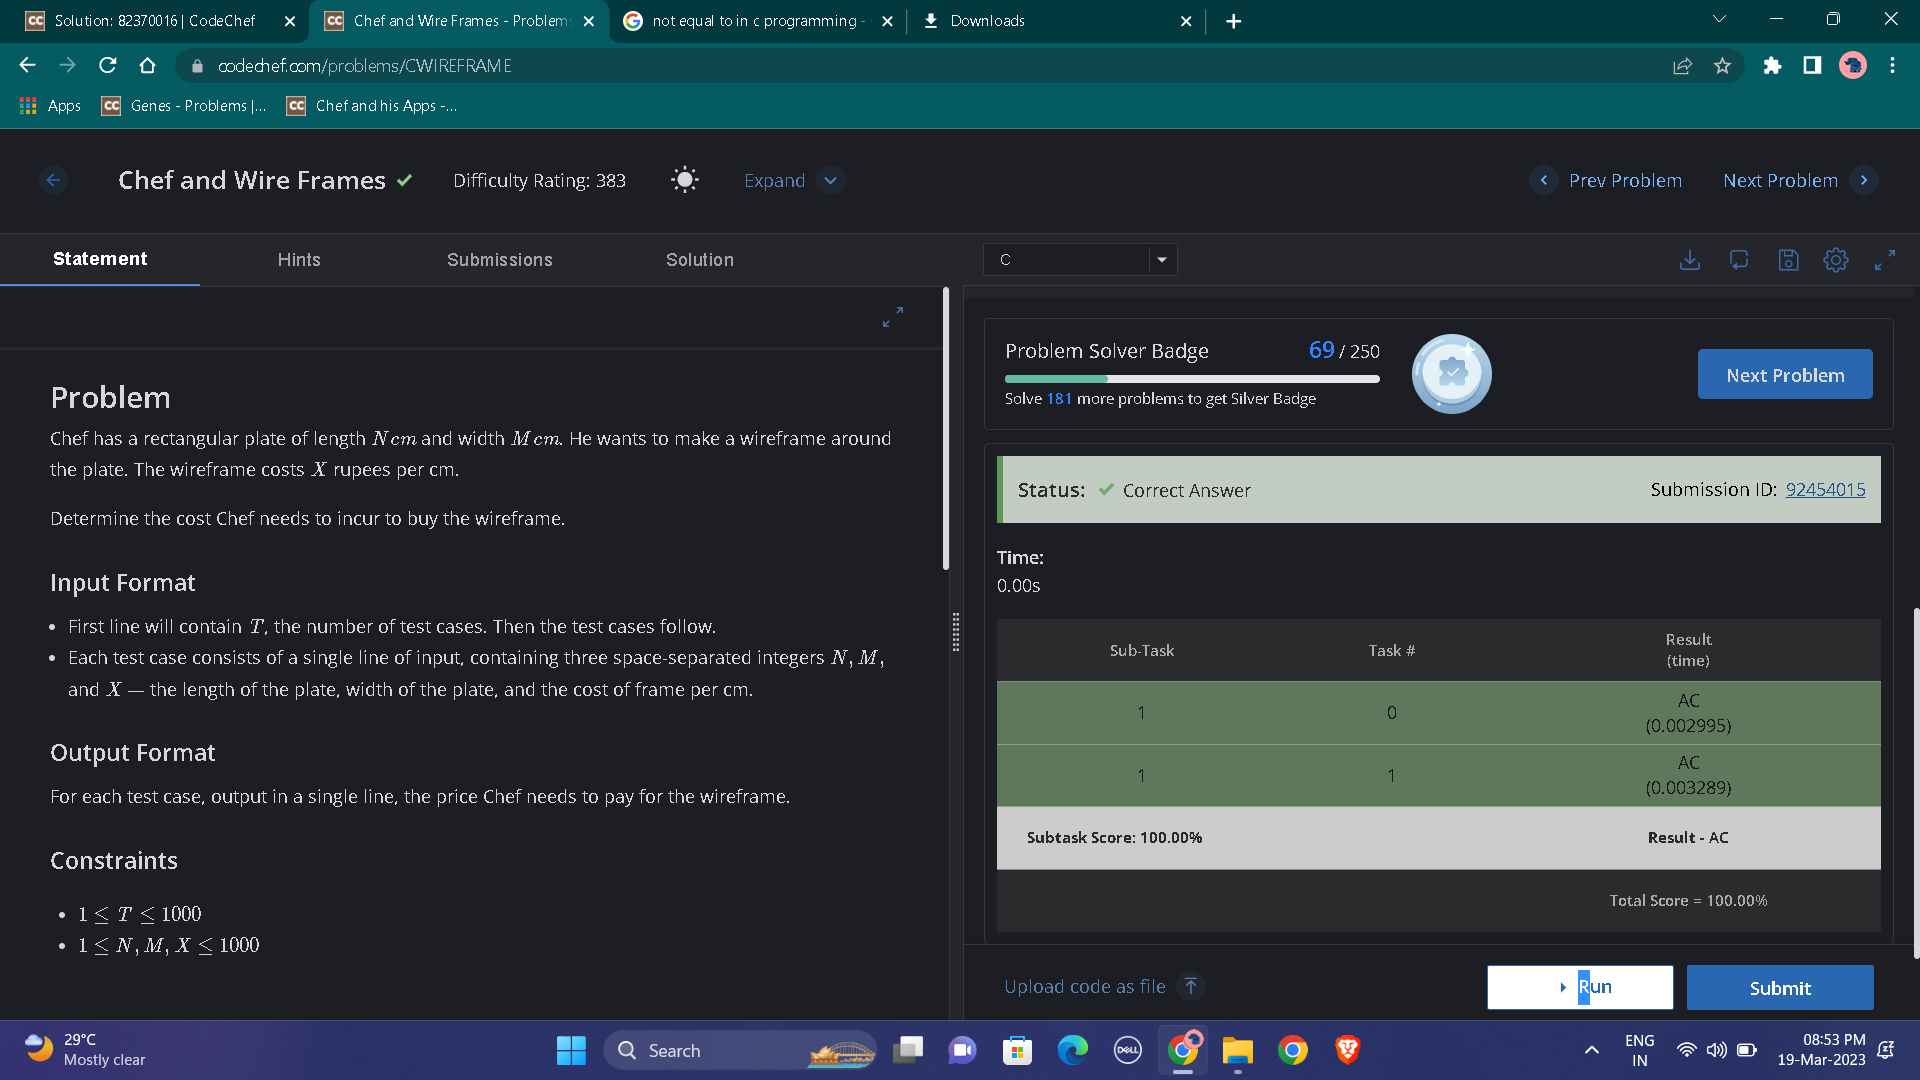 Solution: 82370016 | CodeChef
Chef and Wire Frames - Problems
not equal to in c programming -
Downloads
codechef.com/problems/CWIREFRAME
Apps
Genes - Problems |...
Chef and his Apps -...
Chef and Wire Frames
Difficulty Rating: 383
Expand
Prev Problem
Next Problem
Statement
Hints
Submissions
Solution
C
Problem
Chef has a rectangular plate of length N cm and width M cm. He wants to make a wireframe around
the plate. The wireframe costs X rupees per cm.
Determine the cost Chef needs to incur to buy the wireframe.
Input Format
• First line will contain T, the number of test cases. Then the test cases follow.
• Each test case consists of a single line of input, containing three space-separated integers N, M,
and X — the length of the plate, width of the plate, and the cost of frame per cm.
Output Format
For each test case, output in a single line, the price Chef needs to pay for the wireframe.
Constraints
• 1 ≤ T ≤ 1000
• 1 ≤ N, M, X ≤ 1000
Problem Solver Badge
69 / 250
Solve 181 more problems to get Silver Badge
Next Problem
Status: Correct Answer
Submission ID: 92454015
Time:
0.00s
Sub-Task
Task #
Result
(time)
1
0
AC
(0.002995)
1
1
AC
(0.003289)
Subtask Score: 100.00%
Result - AC
Total Score = 100.00%
Upload code as file
Run
Submit
29°C
Mostly clear
Search
DELL
ENG
IN
08:53 PM
19-Mar-2023